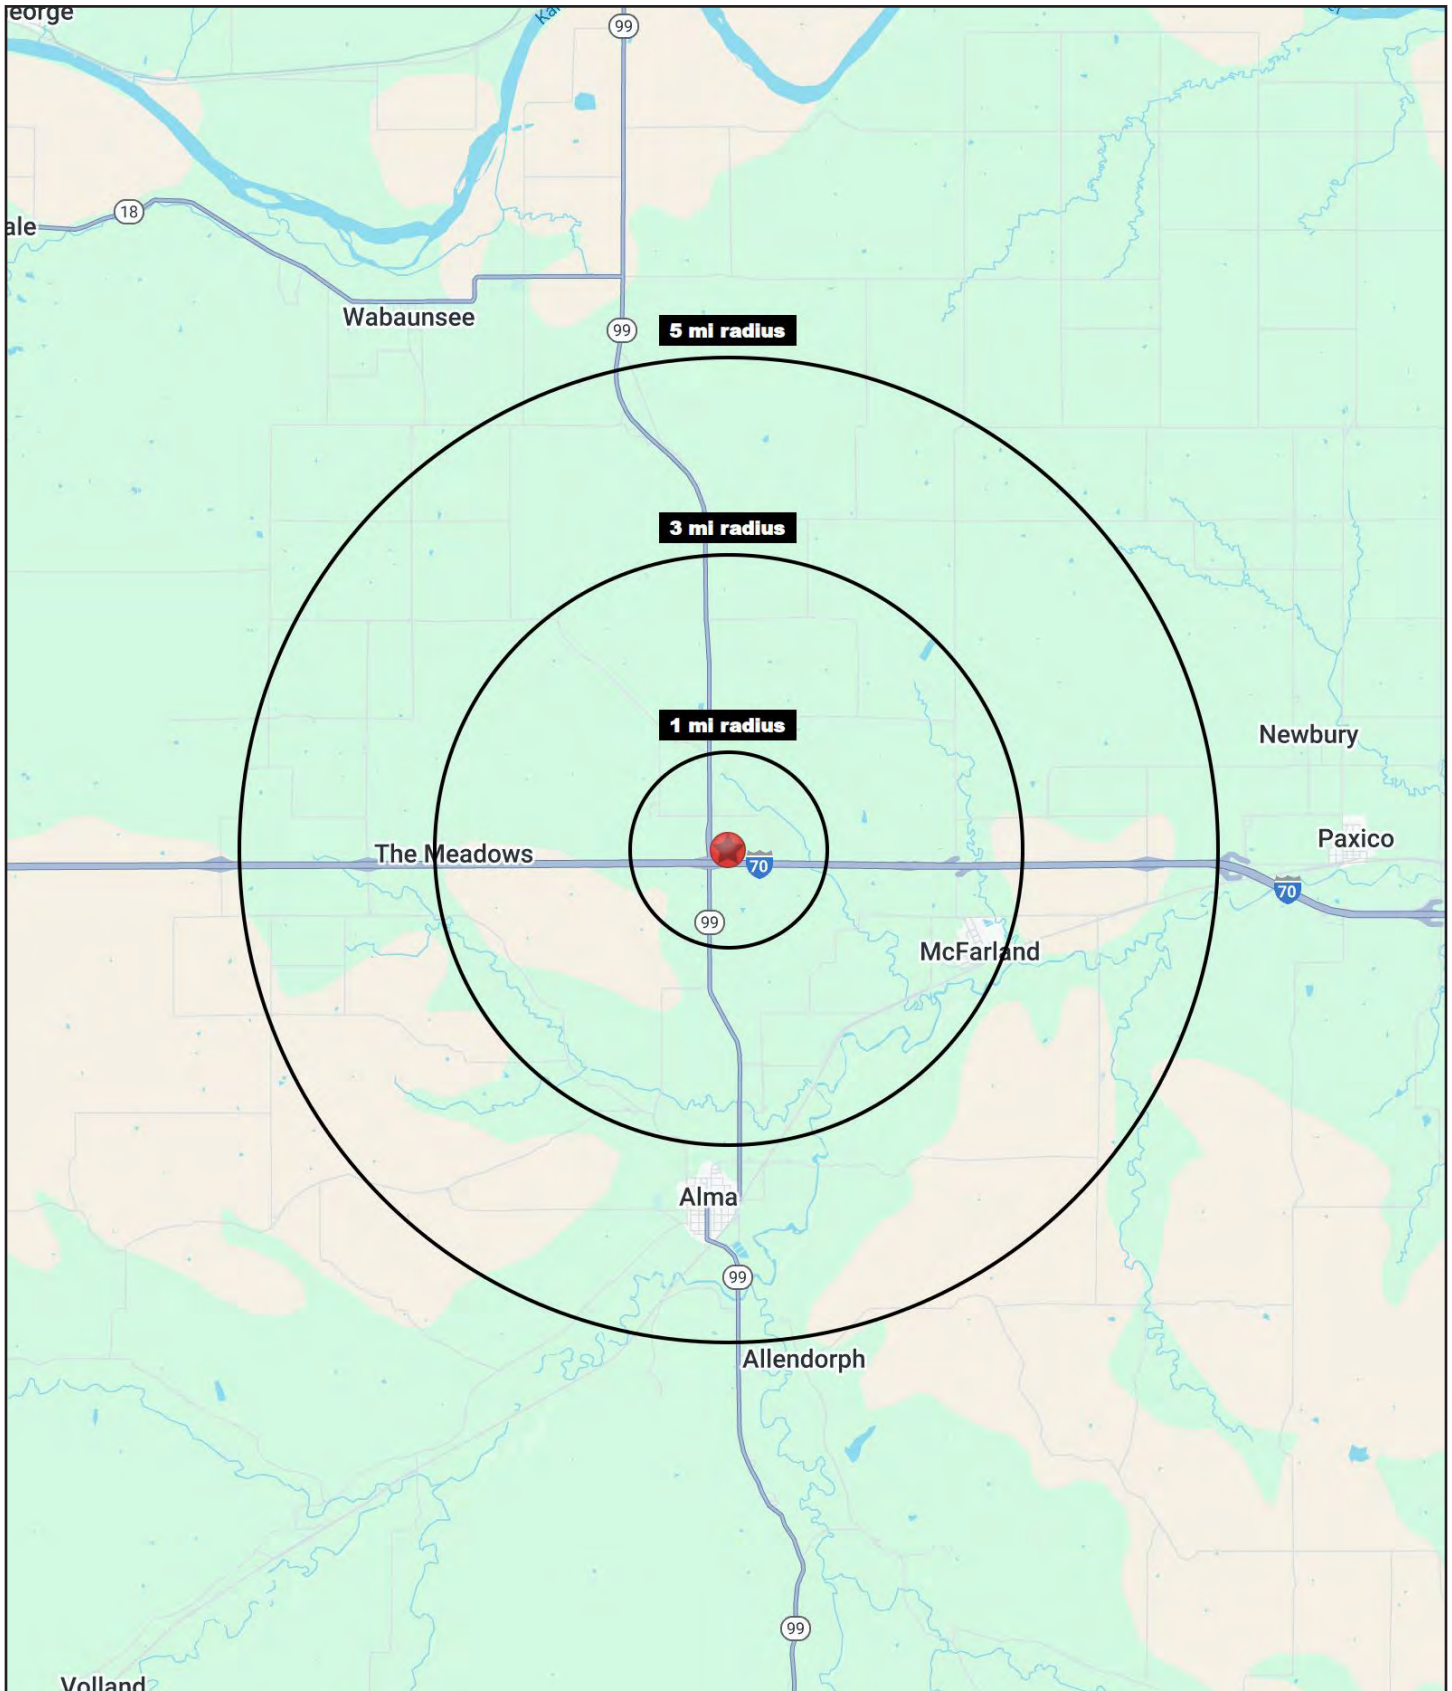 eorge
Ka
99
18
ale
Wabaunsee
99
5 mi radius
3 mi radius
1 mi radius
Newbury
Paxico
The Meadows
70
70
99
McFarland
Alma
99
Allendorph
99
Volland